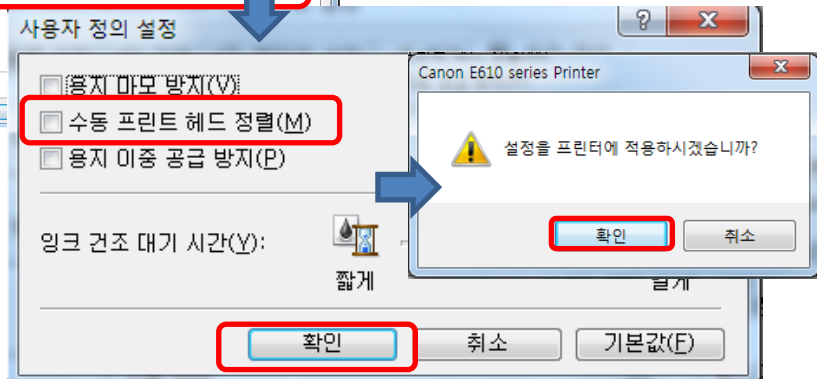 사용자 정의 설정
용지 마모 방지(V)
수동 프린트 헤드 정렬(M)
용지 이중 공급 방지(P)
잉크 건조 대기 시간(Y):
짧게
확인
취소
기본값(F)
Canon E610 series Printer
설정을 프린터에 적용하시겠습니까?
확인
취소